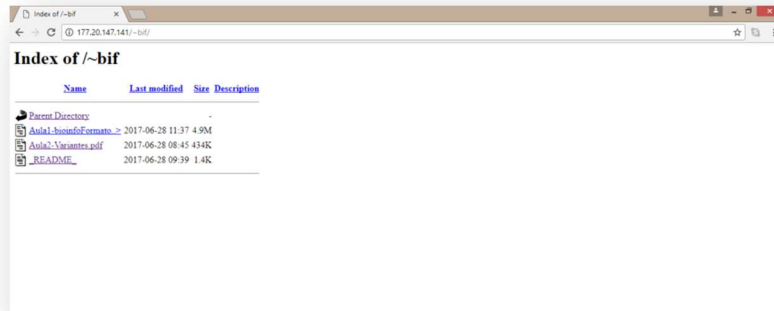 Index of /~bif
177.20.147.141/~bif/
Index of /~bif
Name Last modified Size Description
Parent Directory -
Aula1-bioinfoFormato..> 2017-06-28 11:37 4.9M
Aula2-Variantes.pdf 2017-06-28 08:45 434K
_README_ 2017-06-28 09:39 1.4K